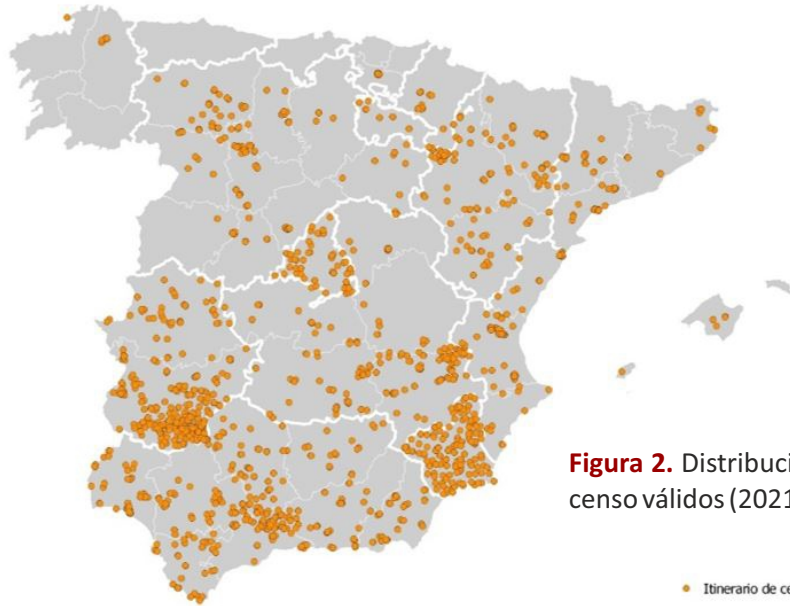 Figura 2. Distribuci
censo válidos (2021
Itinerario de ce